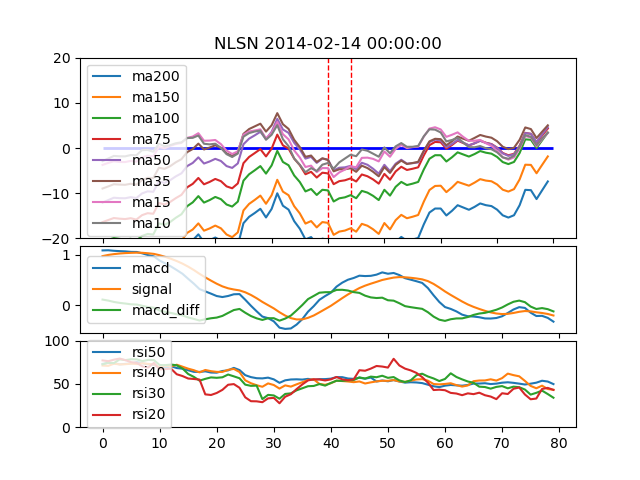 NLSN 2014-02-14 00:00:00
20
10
0
−10
−20
ma200
ma150
ma100
ma75
ma50
ma35
ma15
ma10
1
0
macd
signal
macd_diff
100
50
0
rsi50
rsi40
rsi30
rsi20
0 10 20 30 40 50 60 70 80